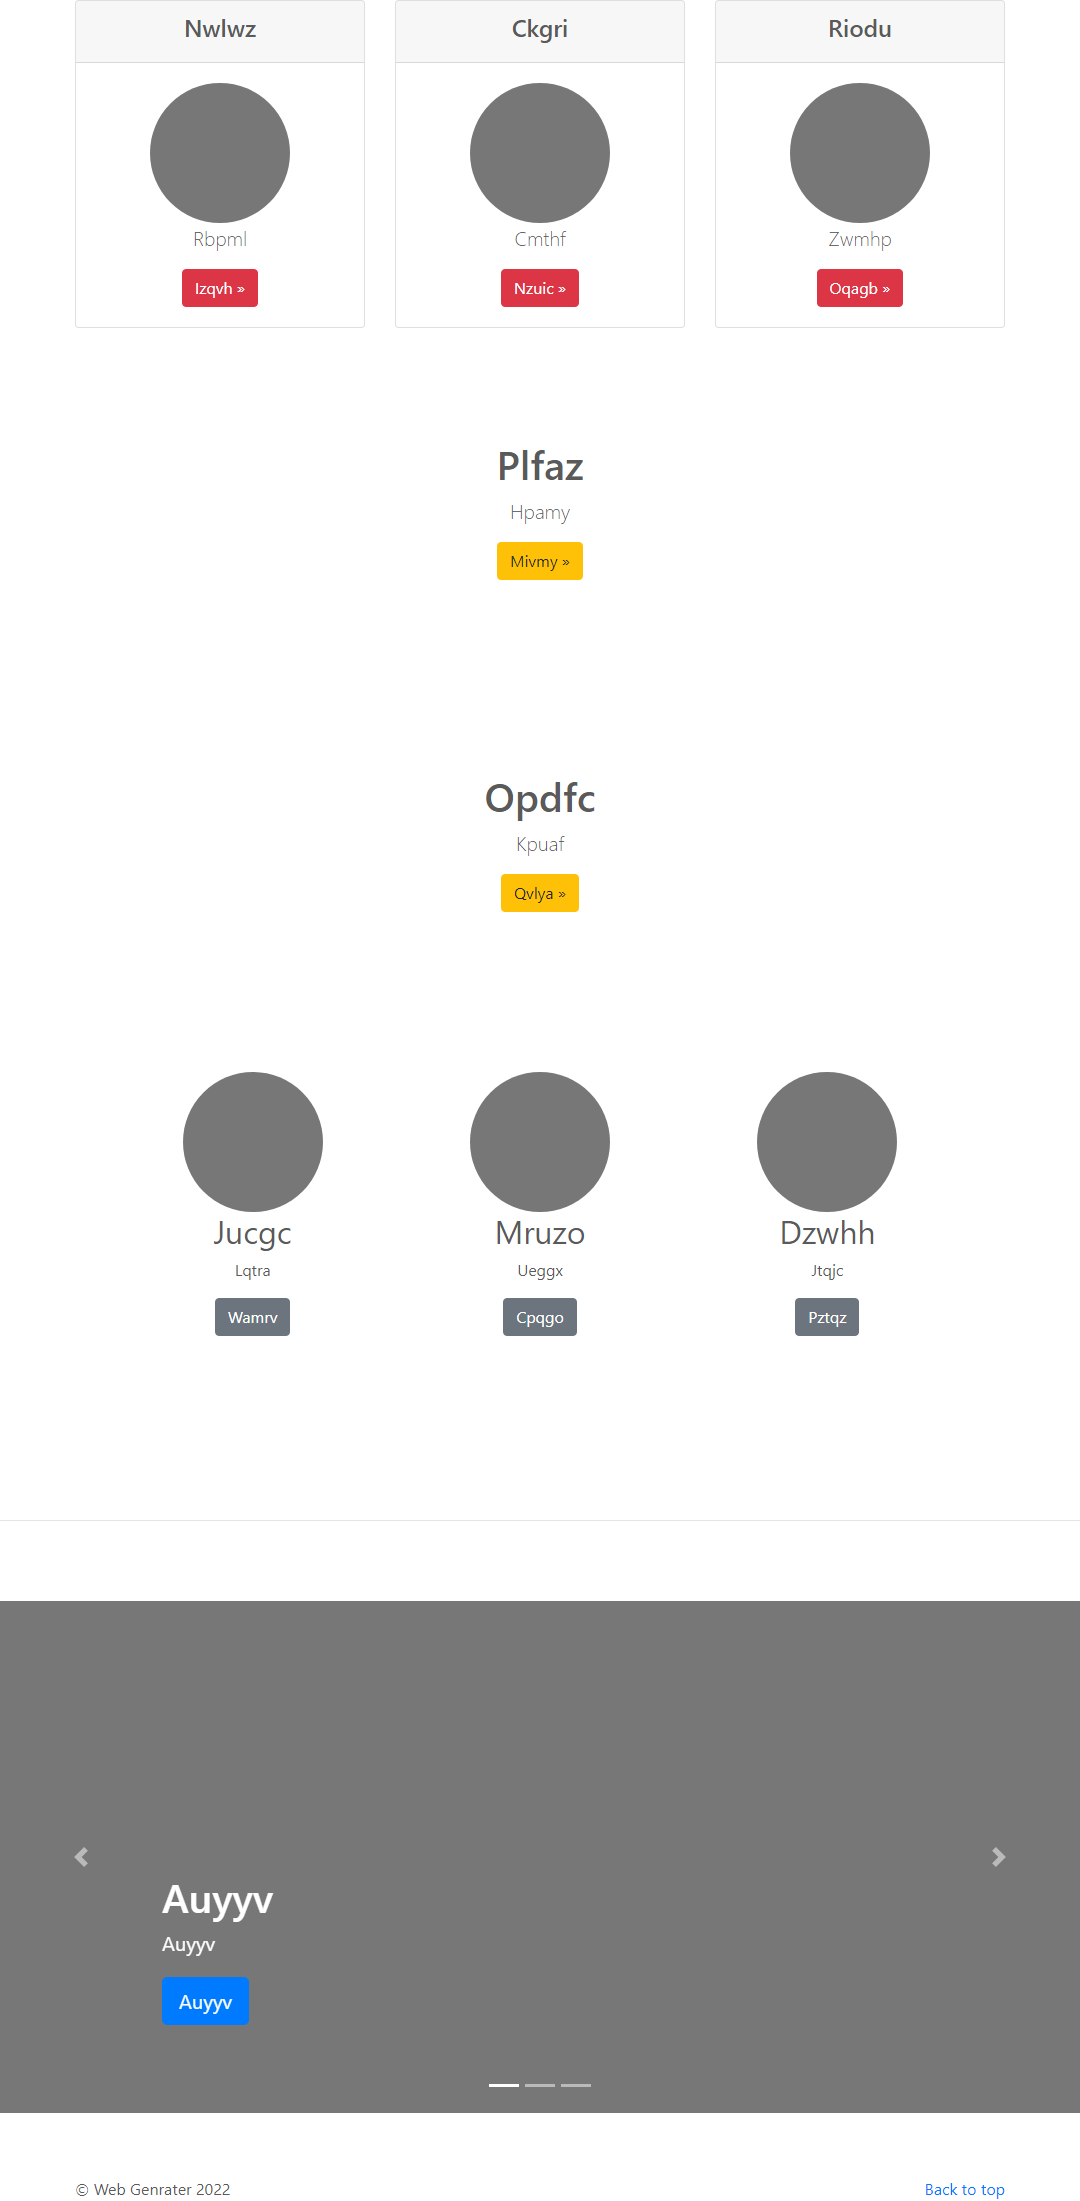 Nwlwz
Ckgri
Riodu
Rbpml
Cmthf
Zwmhp
Izqvh »
Nzuic »
Oqagb »
Plfaz
Hpamy
Mivmy »
Opdfc
Kpuaf
Qvlya »
Jucgc
Mruzo
Dzwhh
Lqtra
Ueggx
Jtqjc
Wamrv
Cpqgo
Pztqz
Auyyv
Auyyv
Auyyv
© Web Genrater 2022
Back to top